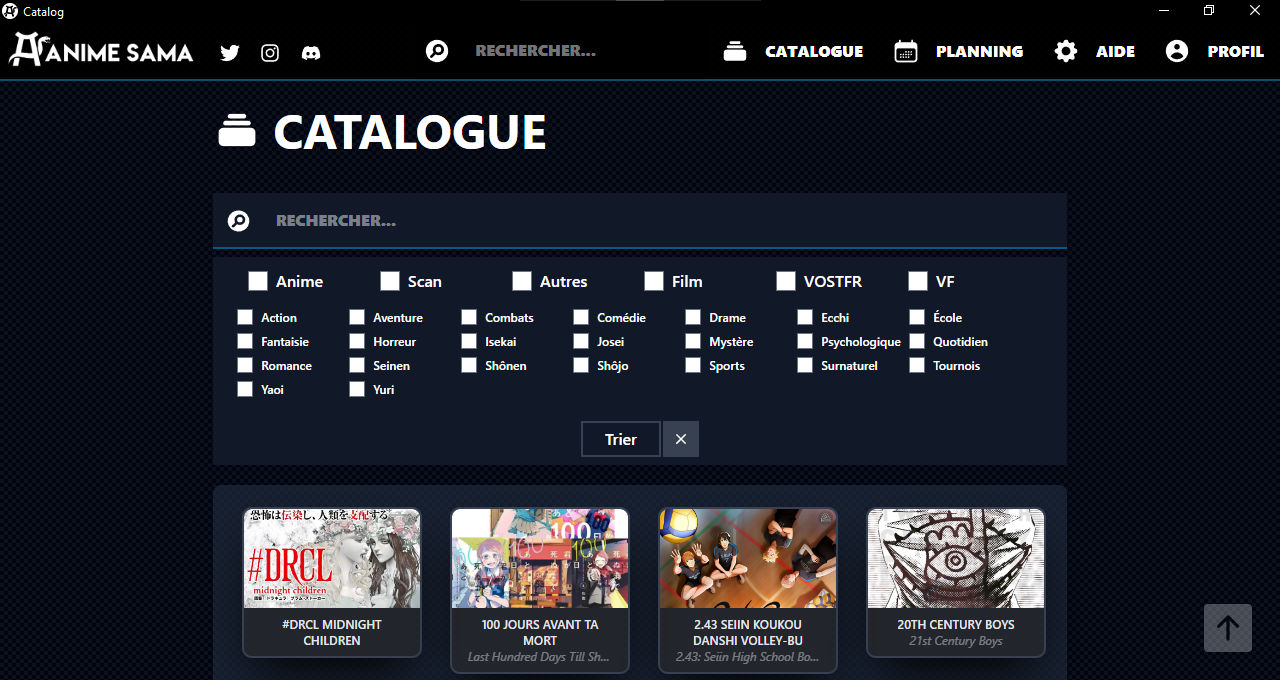 Catalog
ANIME SAMA
RECHERCHER...
CATALOGUE
PLANNING
AIDE
PROFIL
CATALOGUE
RECHERCHER...
Anime Scan Autres Film VOSTFR VF
Action Aventure Combats Comédie Drame Ecchi École
Fantaisie Horreur Isekai Josei Mystère Psychologique Quotidien
Romance Seinen Shônen Shôjo Sports Surnaturel Tournois
Yaoi Yuri
Trier
恐怖は伝染し、人類を支配する
#DRCL
midnight children
#DRCL MIDNIGHT
CHILDREN
100
100 JOURS AVANT TA
MORT
Last Hundred Days Till Sh...
2.43 SEIIN KOUKOU
DANSHI VOLLEY-BU
2.43: Seiin High School Bo...
20TH CENTURY BOYS
21st Century Boys